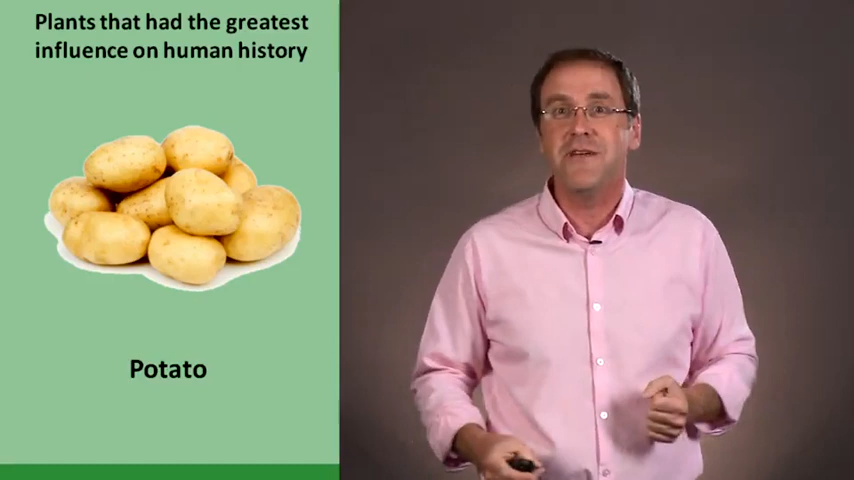 Plants that had the greatest
influence on human history
Potato